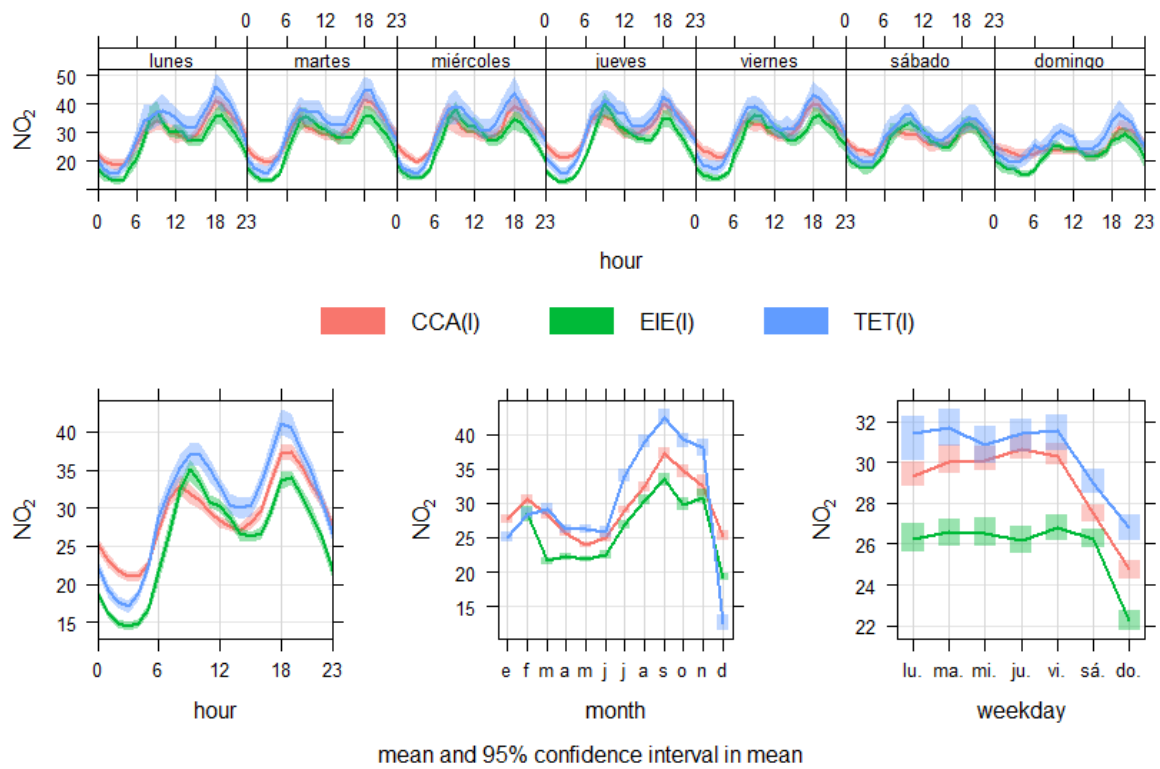 0 6 12 18 23 0 6 12 18 23 0 6 12 18 23
lunes martes miércoles jueves viernes sábado domingo
50
40
30
20
NO2
0 6 12 18 23 0 6 12 18 23 0 6 12 18 23 0 6 12 18 23
hour
CCA(I) EIE(I) TET(I)
40
35
30
25
20
15
NO2
0 6 12 18 23
hour
40
35
30
25
20
15
NO2
e f m a m j j a s o n d
month
32
30
28
26
24
22
NO2
lu. ma. mi. ju. vi. sá. do.
weekday
mean and 95% confidence interval in mean